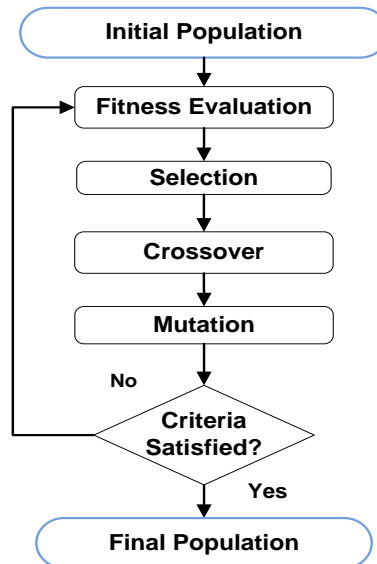 Initial Population
Fitness Evaluation
Selection
Crossover
Mutation
No
Criteria
Satisfied?
Yes
Final Population